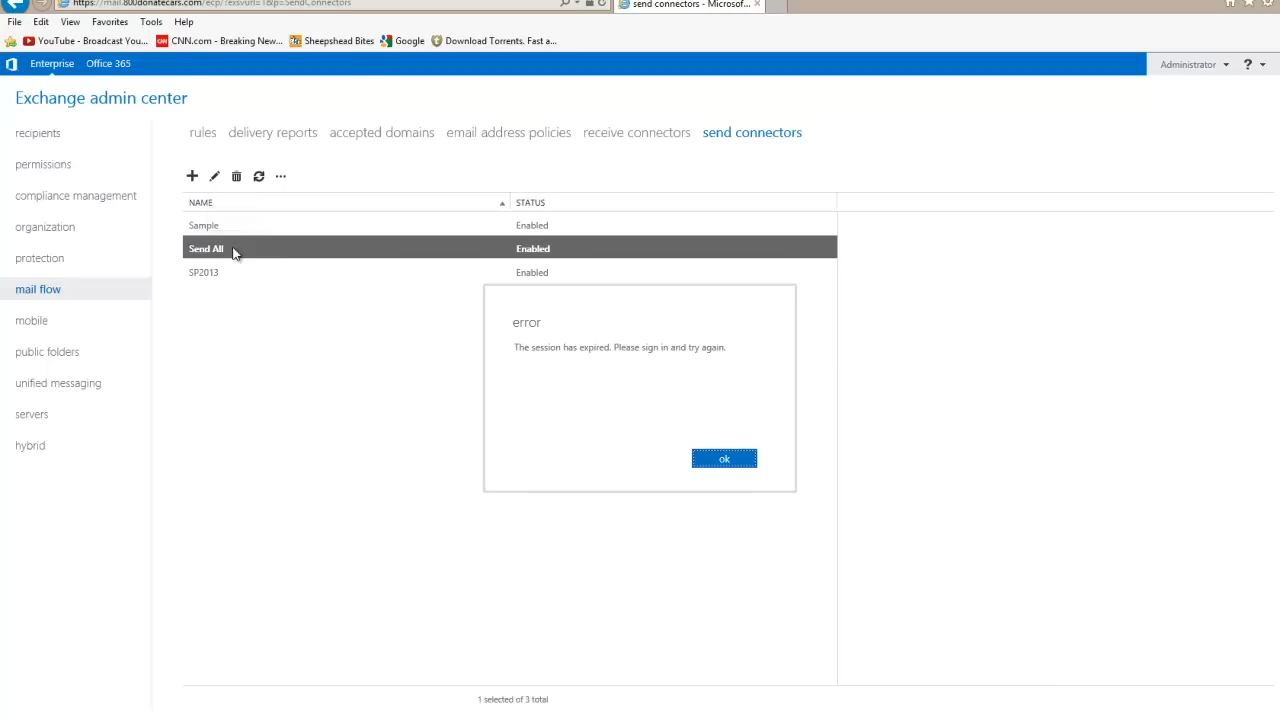 https://mail.800donatecars.com/ecp/?exsvurl=1&p=SendConnectors
send connectors - Microsoft...
File Edit View Favorites Tools Help
YouTube - Broadcast You... CNN.com - Breaking New... Sheepshead Bites Google Download Torrents. Fast a...
Enterprise Office 365 Administrator ?
Exchange admin center
recipients
permissions
compliance management
organization
protection
mail flow
mobile
public folders
unified messaging
servers
hybrid
rules delivery reports accepted domains email address policies receive connectors send connectors
NAME STATUS
Sample Enabled
Send All Enabled
SP2013 Enabled
error
The session has expired. Please sign in and try again.
ok
1 selected of 3 total